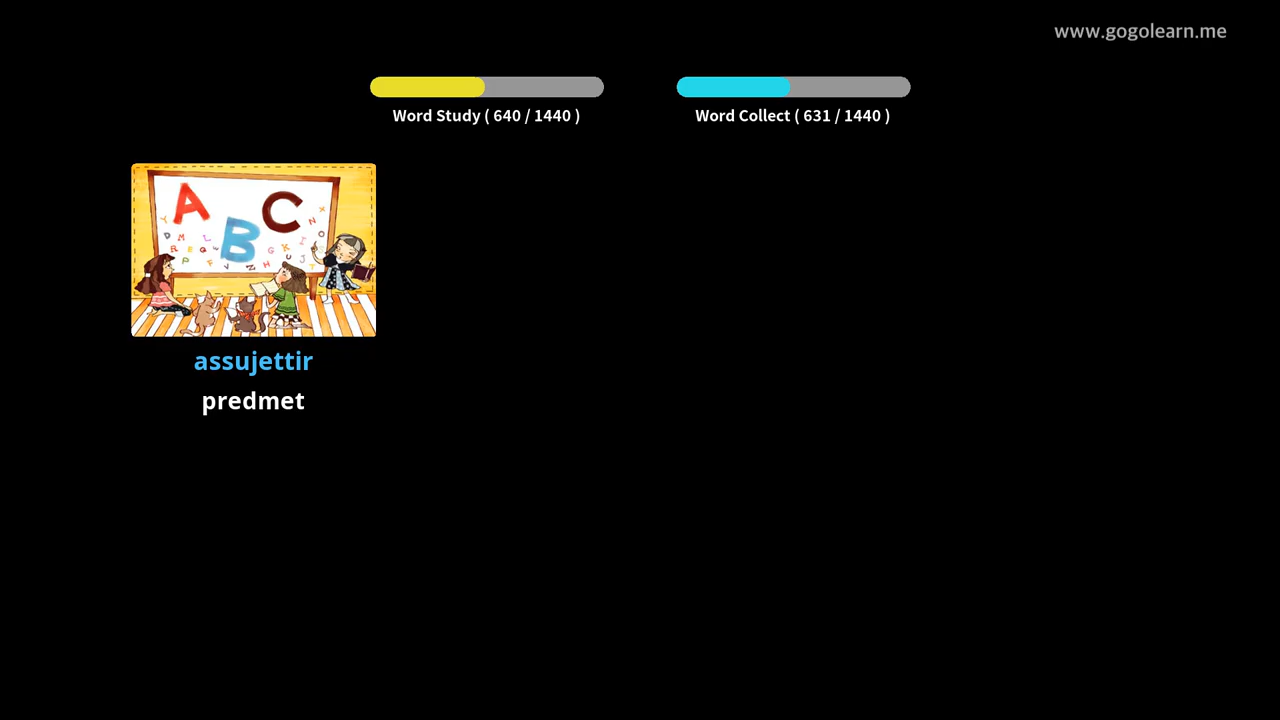 www.gogolearn.me
Word Study ( 640 / 1440 )
Word Collect ( 631 / 1440 )
A
B
C
assujettir
predmet